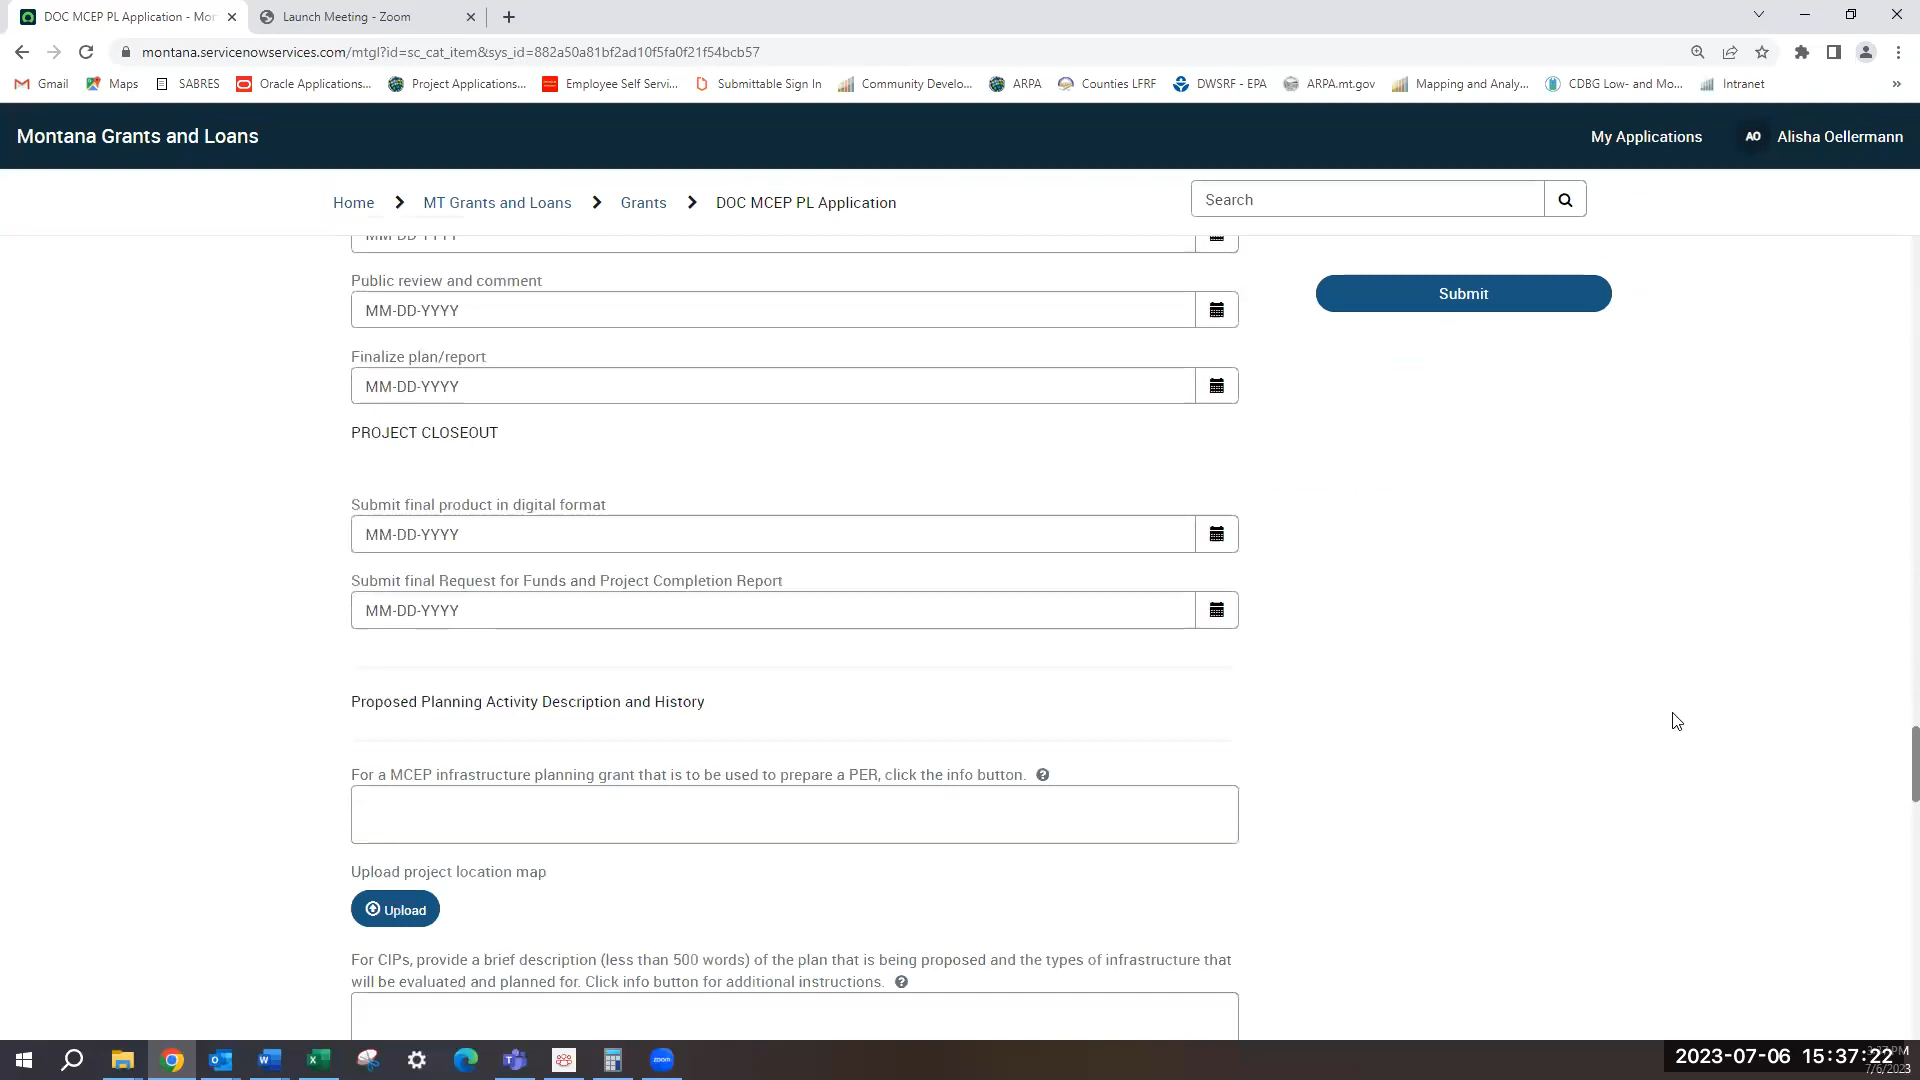 DOC MCEP PL Application - Mon
Launch Meeting - Zoom
montana.servicenowservices.com/mtgl?id=sc_cat_item&sys_id=882a50a81bf2ad10f5fa0f21f54bcb57
Gmail Maps SABRES Oracle Applications... Project Applications... Employee Self Servi... Submittable Sign In Community Develo... ARPA Counties LFRF DWSRF - EPA ARPA.mt.gov Mapping and Analy... CDBG Low- and Mo... Intranet »
Montana Grants and Loans
My Applications AO Alisha Oellermann
Home MT Grants and Loans Grants DOC MCEP PL Application
Search
MM-DD-YYYY
Public review and comment
MM-DD-YYYY
Submit
Finalize plan/report
MM-DD-YYYY
PROJECT CLOSEOUT
Submit final product in digital format
MM-DD-YYYY
Submit final Request for Funds and Project Completion Report
MM-DD-YYYY
Proposed Planning Activity Description and History
For a MCEP infrastructure planning grant that is to be used to prepare a PER, click the info button.
Upload project location map
Upload
For CIPs, provide a brief description (less than 500 words) of the plan that is being proposed and the types of infrastructure that
will be evaluated and planned for. Click info button for additional instructions.
zoom
2023-07-06 15:37:22
7/6/2023